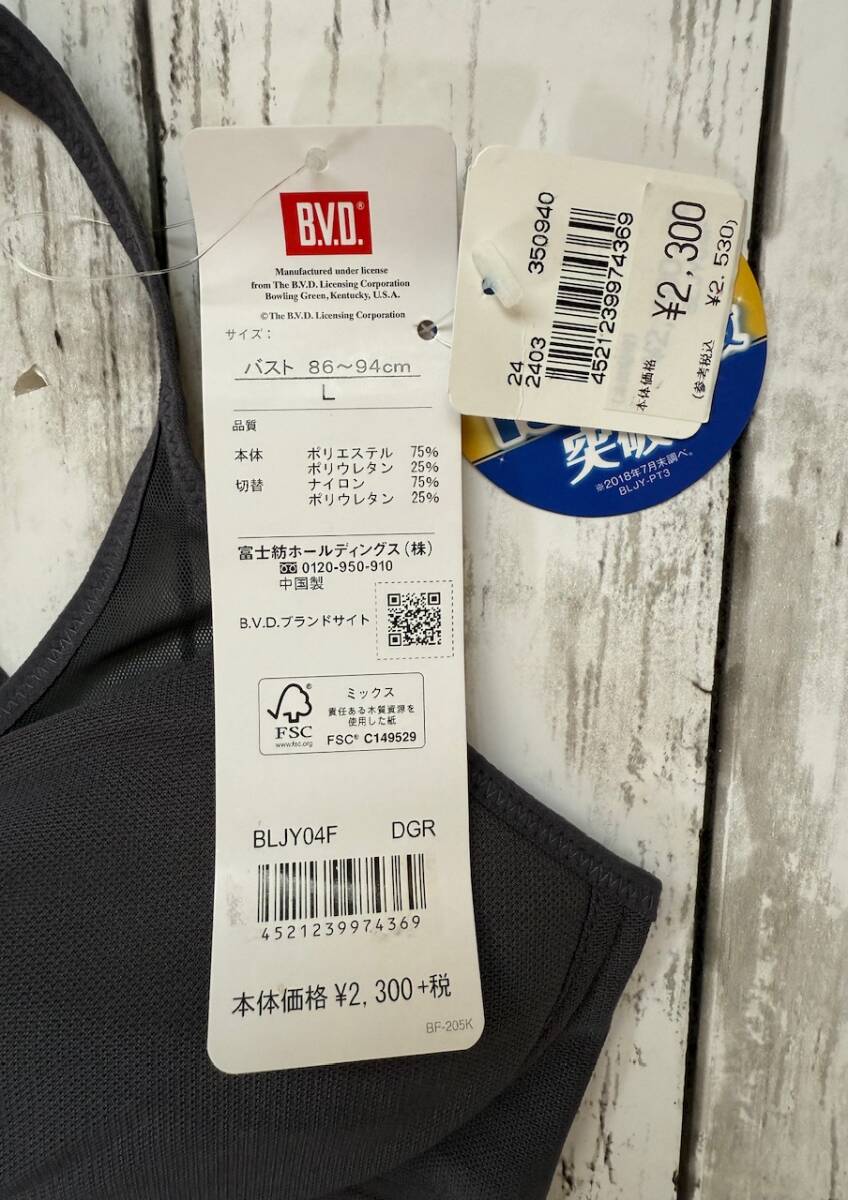 B.V.D.®
Manufactured under license
from The B.V.D. Licensing Corporation
Bowling Green, Kentucky, U.S.A.
©The B.V.D. Licensing Corporation
サイズ：
バスト 86～94cm
L
品質
本体 ポリエステル 75%
ポリウレタン 25%
切替 ナイロン 75%
ポリウレタン 25%
富士紡ホールディングス(株)
0120-950-910
中国製
B.V.D.ブランドサイト
FSC®
www.fsc.org
ミックス
責任ある木質資源を
使用した紙
FSC® C149529
BLJY04F DGR
4521239974369
本体価格 ¥2,300+税
BF-205K
24 350940
2403
4521239974369
本体価格 ¥2,300
(参考税込 ¥2,530)
突破
※2018年7月末調べ。
BLJY-PT3